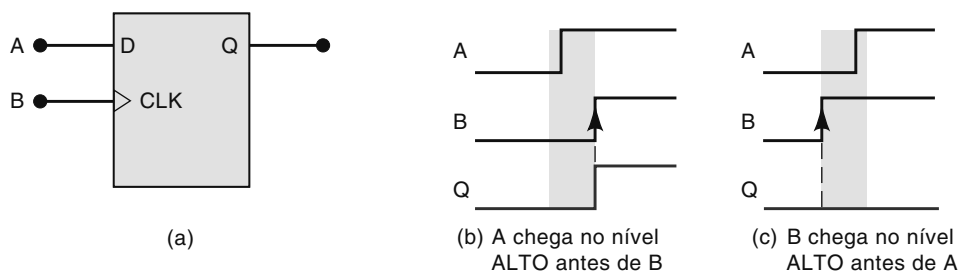 A
D
Q
B
CLK
(a)
A
B
Q
(b) A chega no nível
ALTO antes de B
A
B
Q
(c) B chega no nível
ALTO antes de A